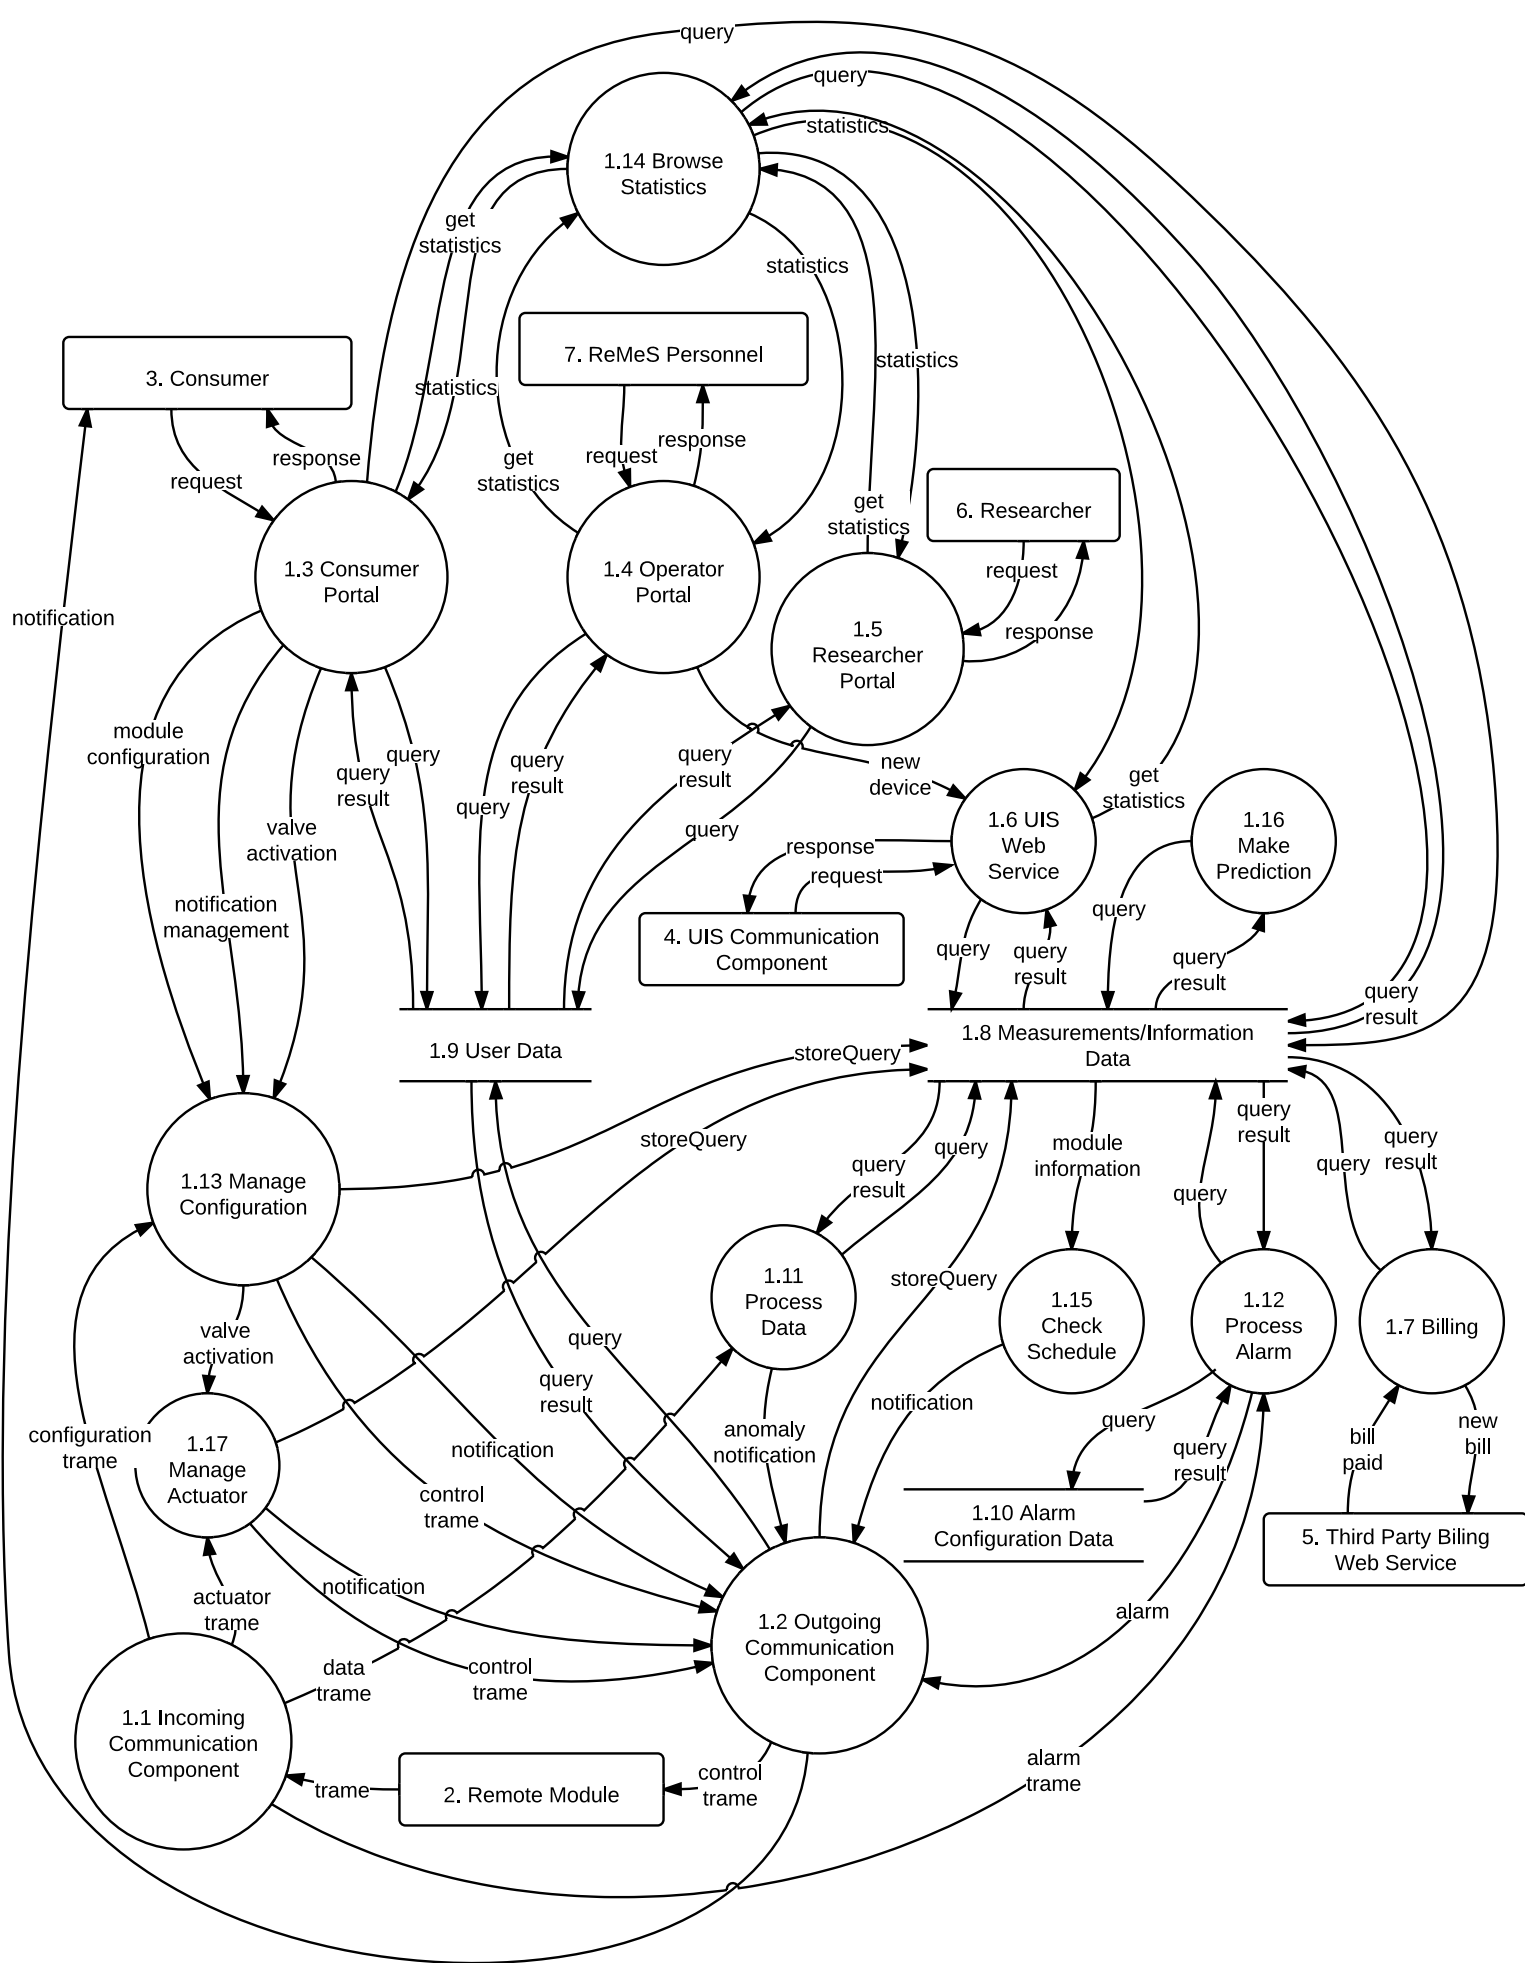 query
query
statistics
1.14 Browse
Statistics
get
statistics
statistics
7. ReMeS Personnel
statistics
3. Consumer
statistics
response
request
response
request
get
statistics
get
statistics
6. Researcher
request
1.3 Consumer
Portal
1.4 Operator
Portal
notification
1.5
Researcher
Portal
response
module
configuration
query
query
result
query
result
query
result
new
device
get
statistics
query
valve
activation
query
1.6 UIS
Web
Service
1.16
Make
Prediction
response
request
notification
management
query
4. UIS Communication
Component
query
query
result
query
result
query
result
1.9 User Data
storeQuery
1.8 Measurements/Information
Data
storeQuery
query
result
module
information
query
result
query
query
result
query
query
1.13 Manage
Configuration
storeQuery
1.11
Process
Data
1.15
Check
Schedule
1.12
Process
Alarm
1.7 Billing
valve
activation
query
query
result
notification
query
new
bill
configuration
trame
1.17
Manage
Actuator
notification
anomaly
notification
query
result
bill
paid
control
trame
1.10 Alarm
Configuration Data
5. Third Party Biling
Web Service
notification
actuator
trame
alarm
1.2 Outgoing
Communication
Component
data
trame
control
trame
1.1 Incoming
Communication
Component
alarm
trame
trame
2. Remote Module
control
trame